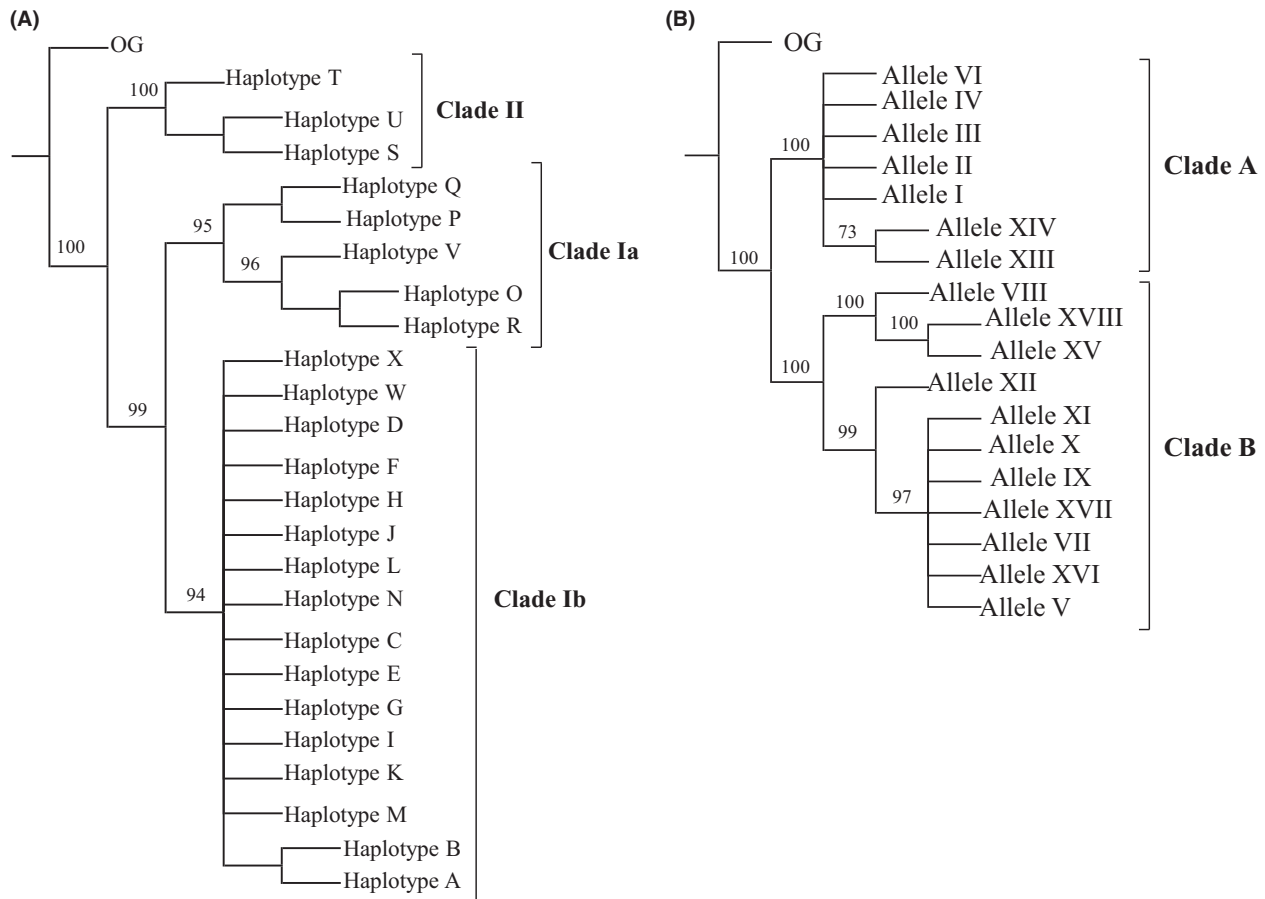 (A)
OG
Haplotype T
100
Haplotype U
Haplotype S
Clade II
Haplotype Q
Haplotype P
95
Haplotype V
96
Haplotype O
Haplotype R
Clade Ia
100
Haplotype X
Haplotype W
Haplotype D
99
Haplotype F
Haplotype H
Haplotype J
Haplotype L
Haplotype N
94
Haplotype C
Haplotype E
Haplotype G
Haplotype I
Haplotype K
Haplotype M
Haplotype B
Haplotype A
Clade Ib
(B)
OG
Allele VI
Allele IV
Allele III
100
Allele II
Allele I
Allele XIV
73
Allele XIII
Clade A
100
Allele VIII
100
Allele XVIII
100
Allele XV
100
Allele XII
Allele XI
99
Allele X
Allele IX
97
Allele XVII
Allele VII
Allele XVI
Allele V
Clade B